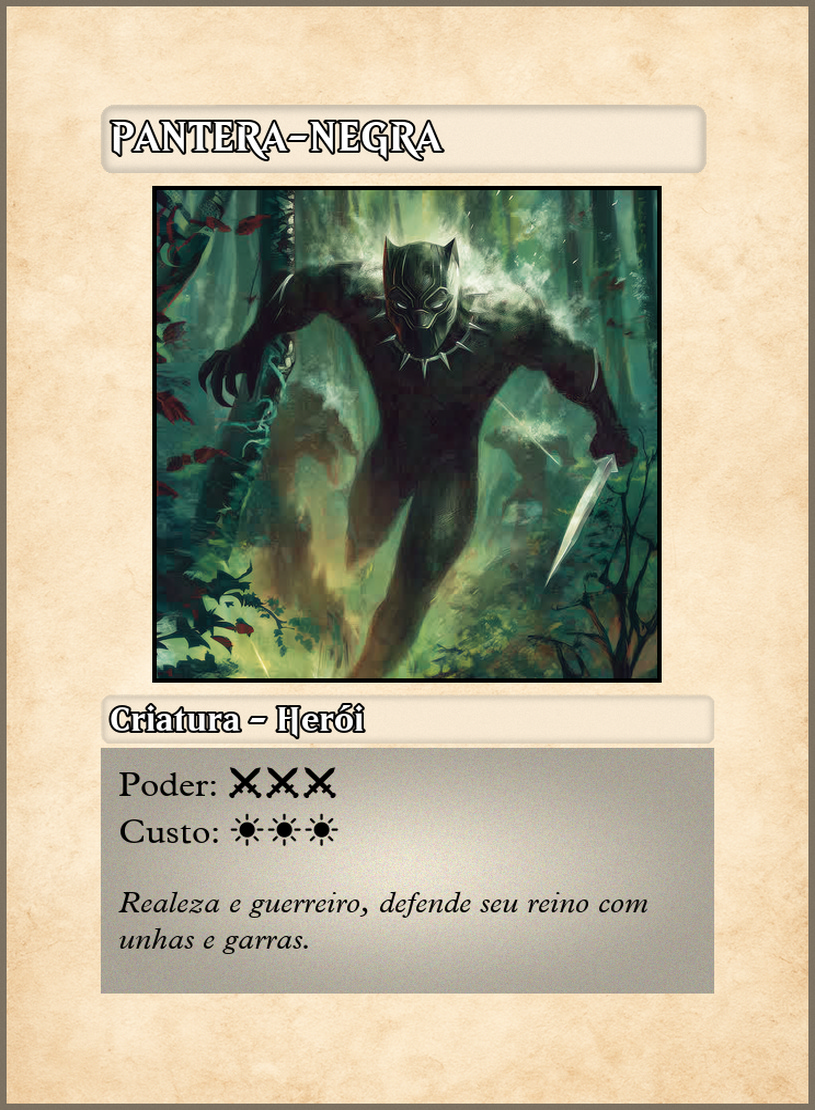 PANTERA-NEGRA
Criatura - Herói
Poder: ⚔⚔⚔
Custo: ☀☀☀
Realeza e guerreiro, defende seu reino com
unhas e garras.